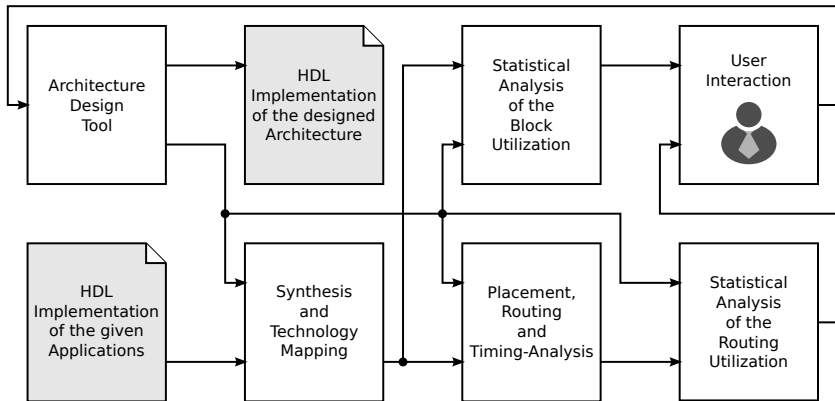 Architecture
Design
Tool
HDL
Implementation
of the designed
Architecture
Statistical
Analysis
of the
Block
Utilization
User
Interaction
HDL
Implementation
of the given
Applications
Synthesis
and
Technology
Mapping
Placement,
Routing
and
Timing-Analysis
Statistical
Analysis
of the
Routing
Utilization